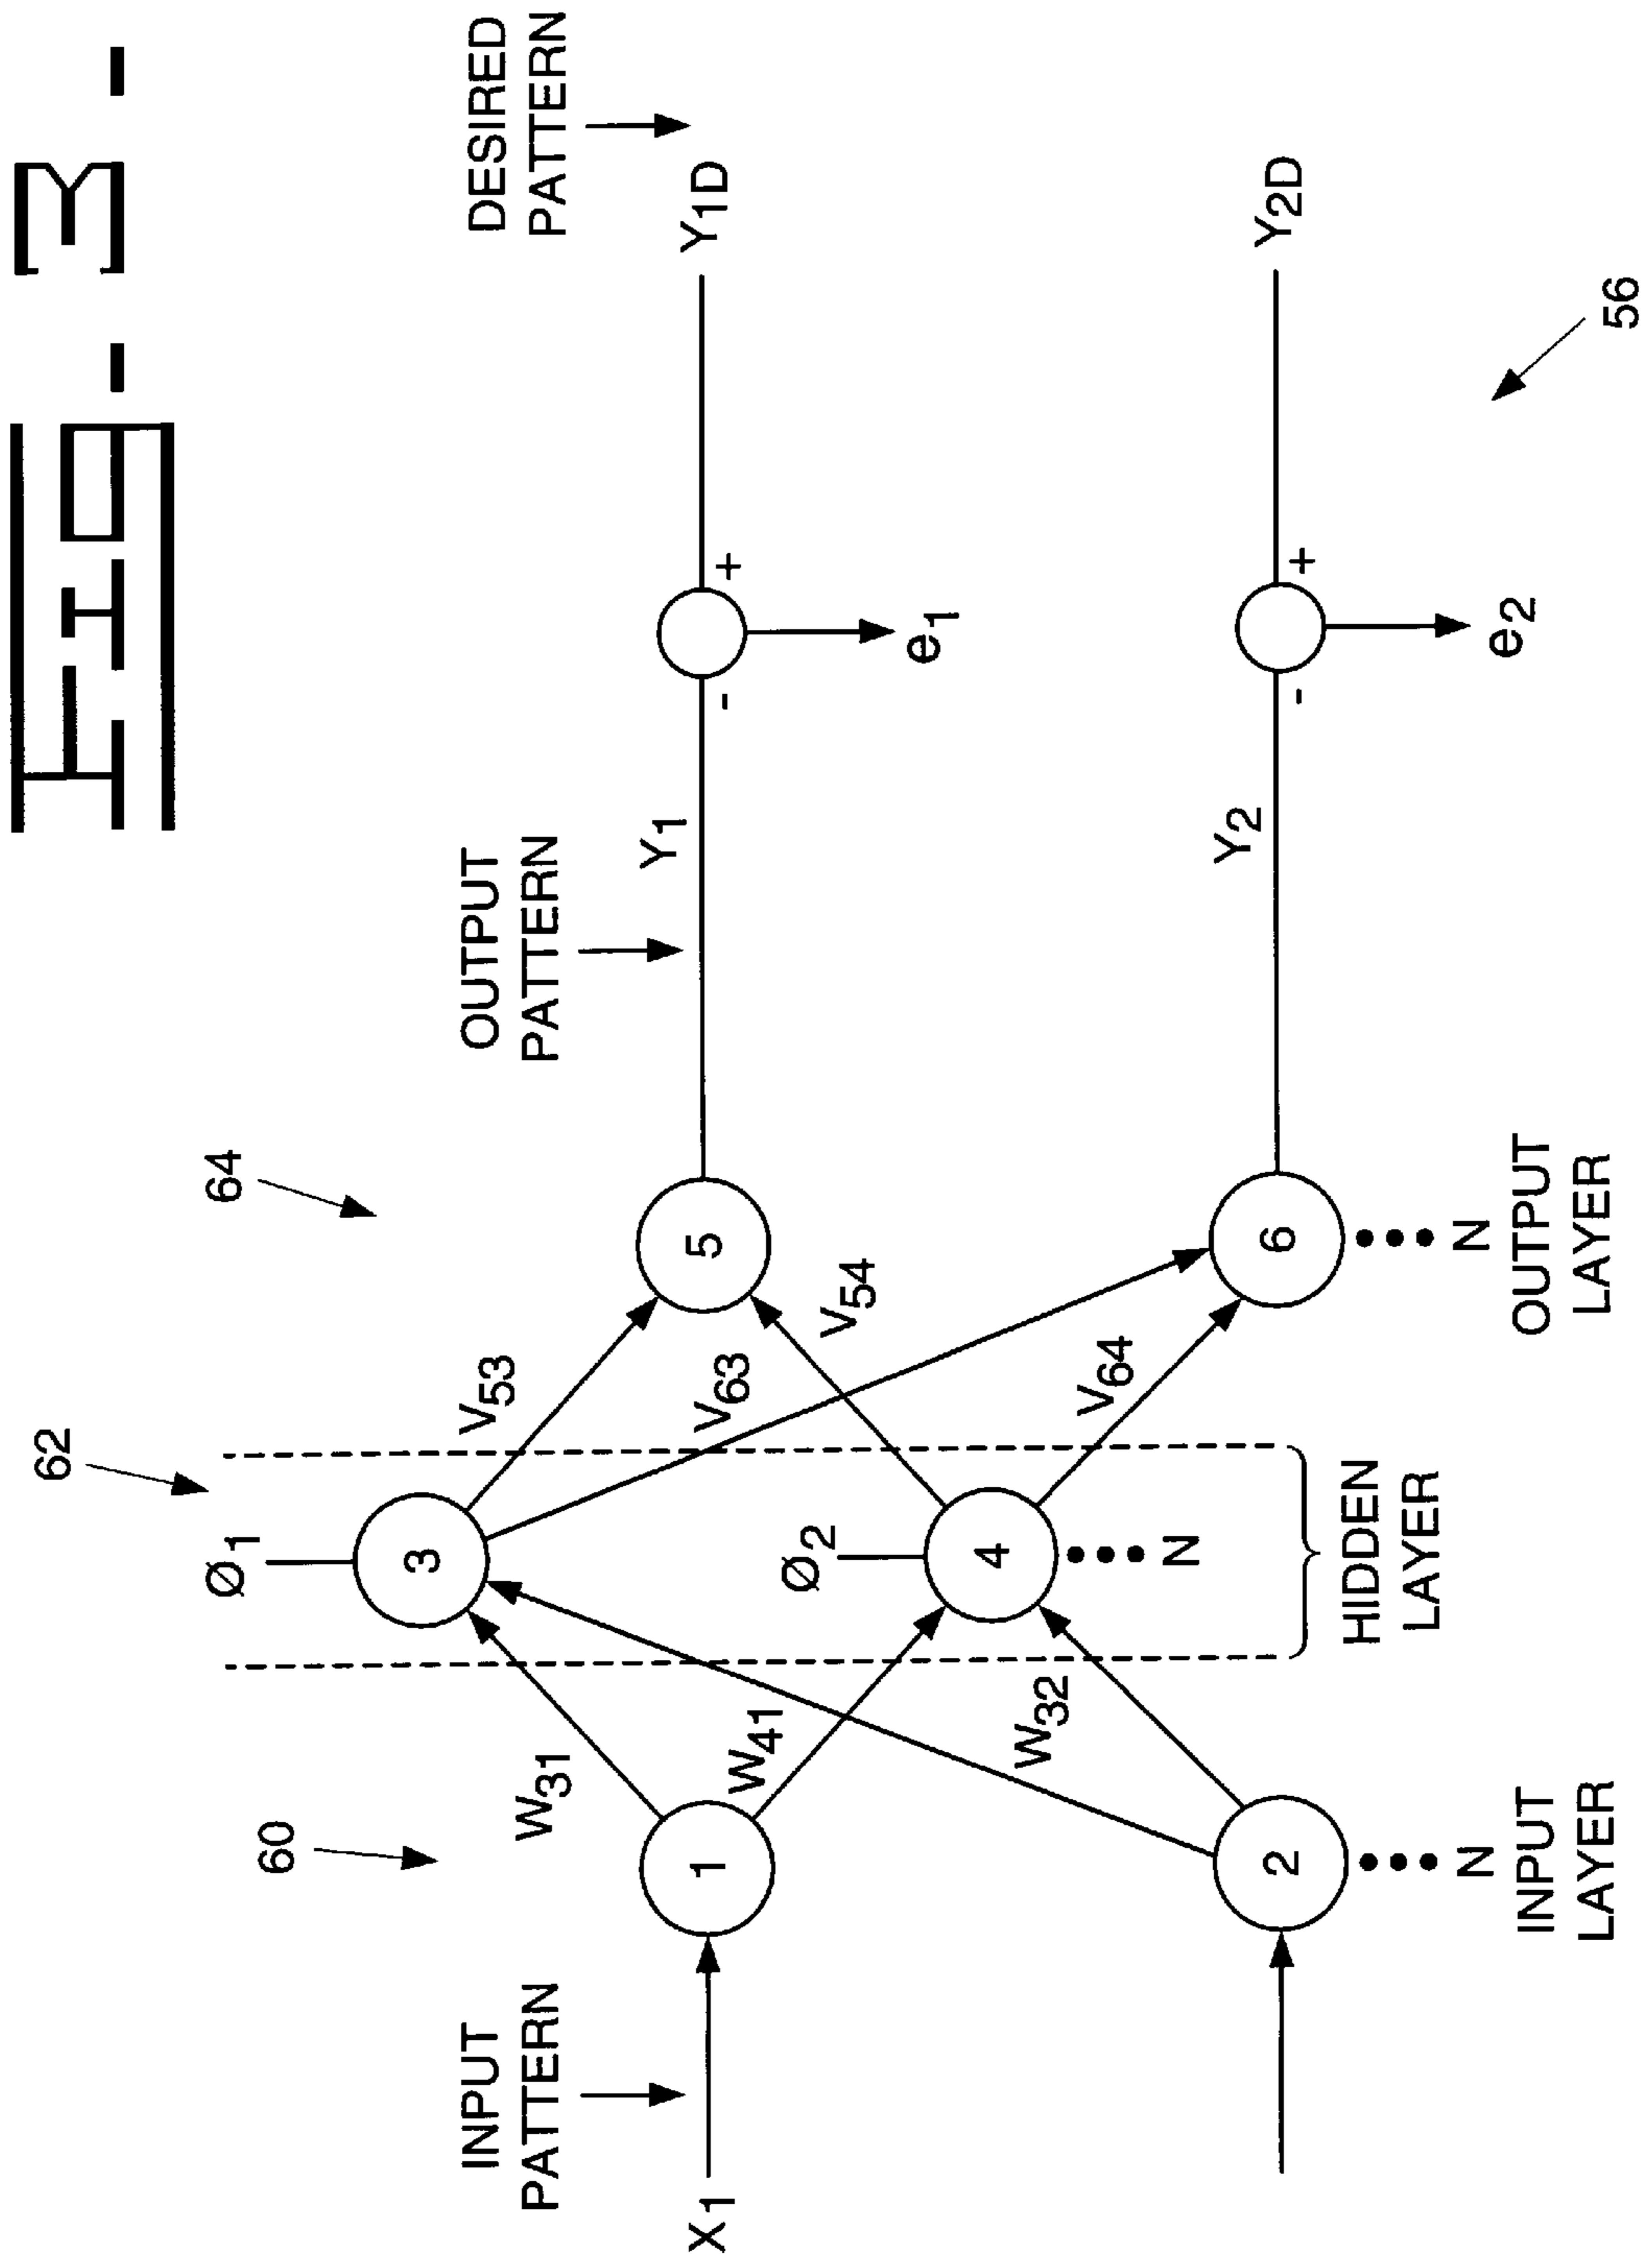 FIG - 3 -
62
64
60
Ø1
INPUT
PATTERN
OUTPUT
PATTERN
DESIRED
PATTERN
W31
3
V53
X1
1
5
Y1
- +
Y1D
W41
V63
e1
Ø2
V54
4
N
W32
V64
2
6
Y2
- +
Y2D
N
HIDDEN
LAYER
N
e2
INPUT
LAYER
OUTPUT
LAYER
56